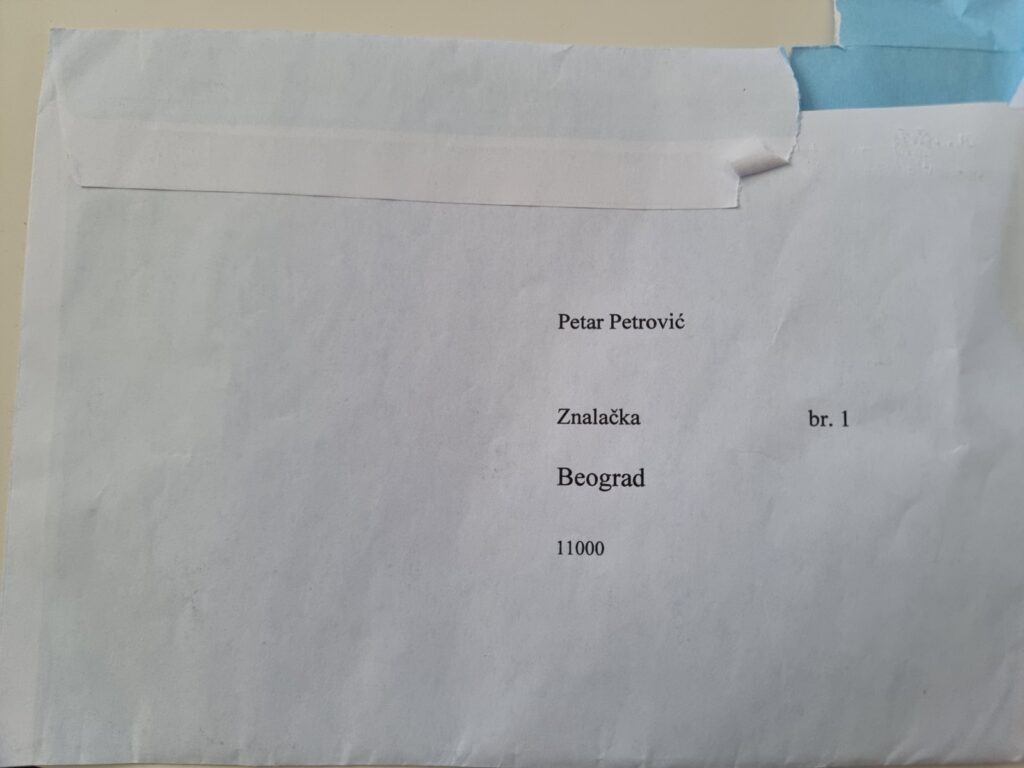 Petar Petrović
Znalačka br. 1
Beograd
11000